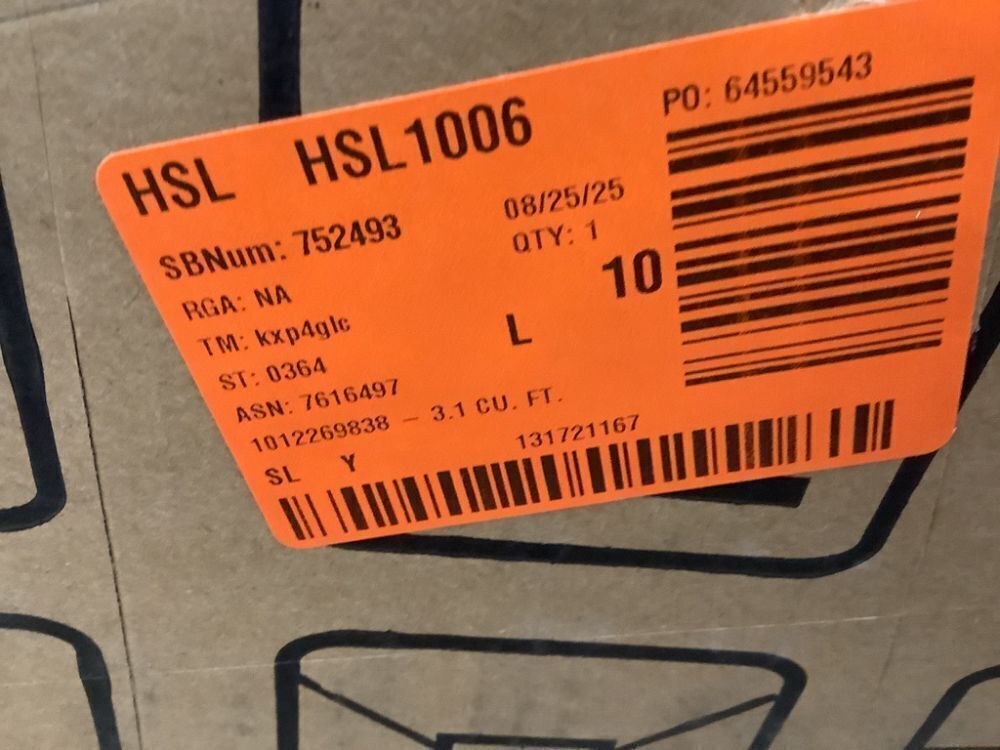 HSL HSL1006
PO: 64559543
SBNum: 752493
08/25/25
RGA: NA
QTY: 1
TM: kxp4glc
10
ST: 0364
L
ASN: 7616497
1012269838 - 3.1 CU. FT.
SL Y
131721167